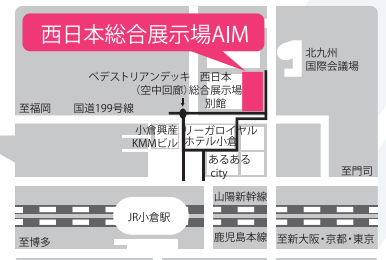 西日本総合展示場AIM
北九州
国際会議場
ペデストリアンデッキ
(空中回廊)
西日本
総合展示場
別館
至福岡
国道199号線
小倉興産
KMMビル
リーガロイヤル
ホテル小倉
あるある
city
至門司
山陽新幹線
JR小倉駅
鹿児島本線
至博多
至新大阪・京都・東京